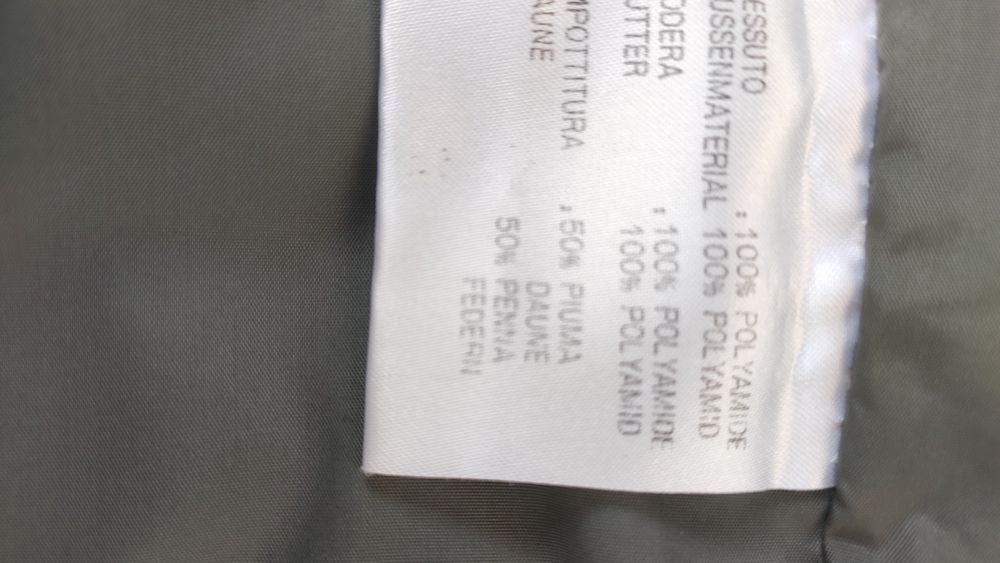 ESSUTO : 100% POLYAMIDE
USSENMATERIAL 100% POLYAMID
ODERA : 100% POLYAMIDE
UTTER 100% POLYAMID
MPOTTITURA : 50% PIUMA
AUNE DAUNE
50% PENNA
FEDERN